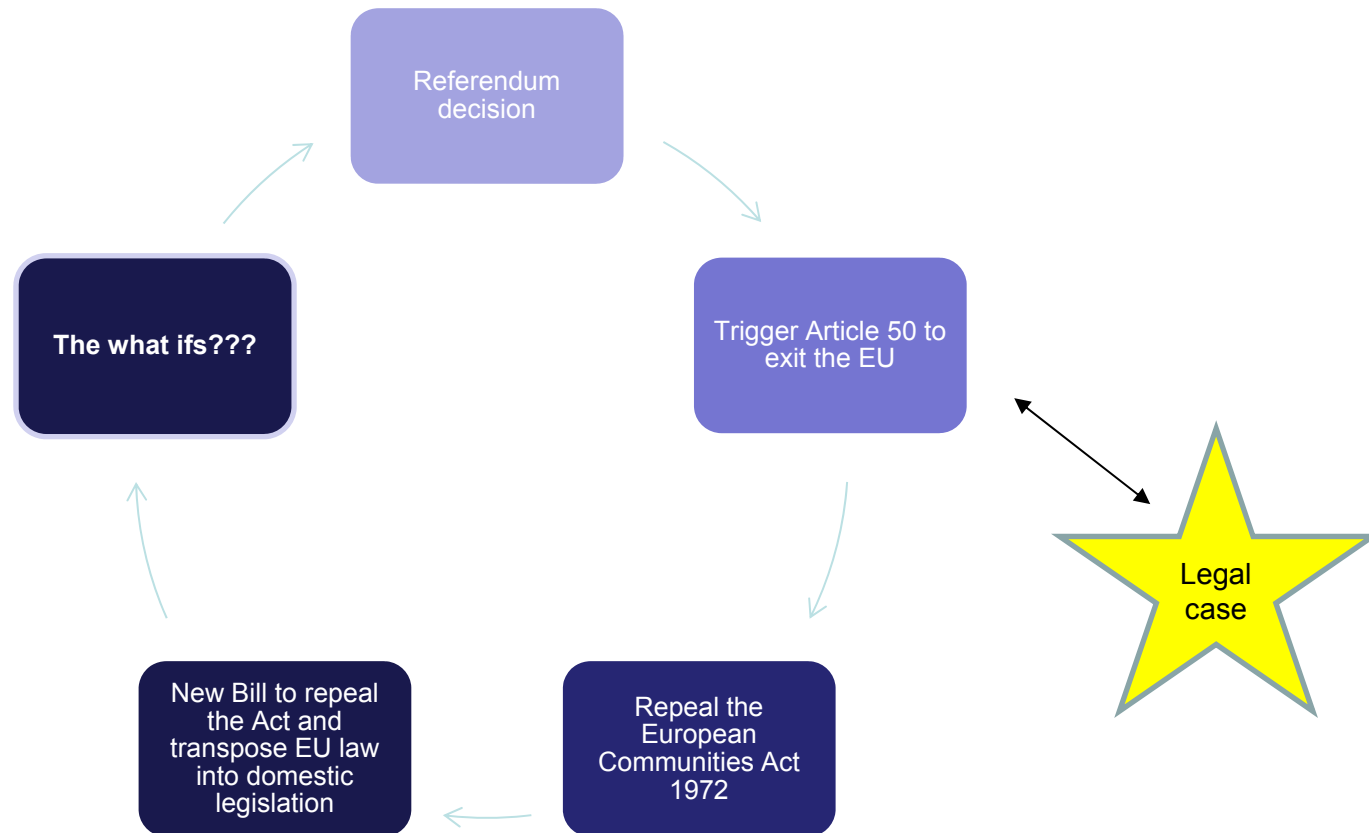 Referendum
decision
Trigger Article 50 to
exit the EU
Legal
case
Repeal the
European
Communities Act
1972
New Bill to repeal
the Act and
transpose EU law
into domestic
legislation
The what ifs???